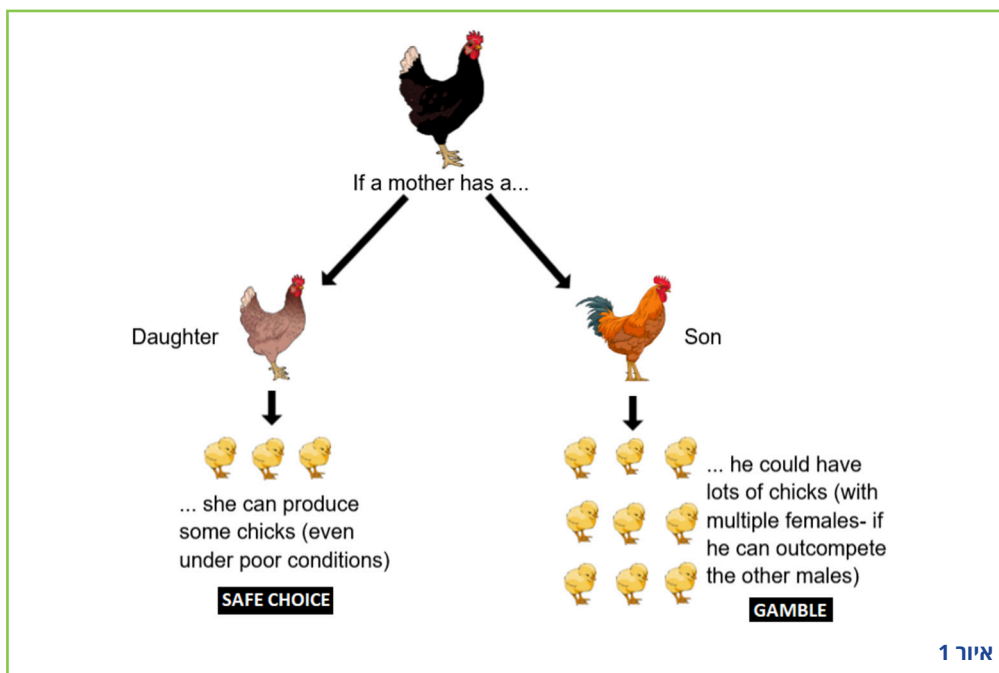 If a mother has a...
Daughter
Son
... she can produce
some chicks (even
under poor conditions)
SAFE CHOICE
... he could have
lots of chicks (with
multiple females- if
he can outcompete
the other males)
GAMBLE
איור 1